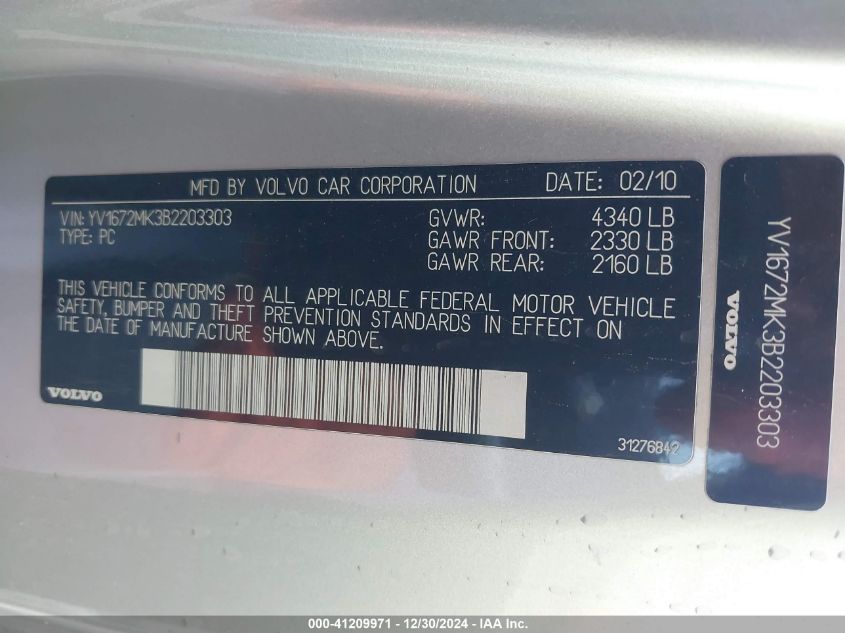 MFD BY VOLVO CAR CORPORATION DATE: 02/10
VIN: YV1672MK3B2203303 GVWR: 4340 LB
TYPE: PC GAWR FRONT: 2330 LB
GAWR REAR: 2160 LB
THIS VEHICLE CONFORMS TO ALL APPLICABLE FEDERAL MOTOR VEHICLE
SAFETY, BUMPER AND THEFT PREVENTION STANDARDS IN EFFECT ON
THE DATE OF MANUFACTURE SHOWN ABOVE.
VOLVO
31276842
VOLVO
YV1672MK3B2203303
000-41209971 - 12/30/2024 - IAA Inc.